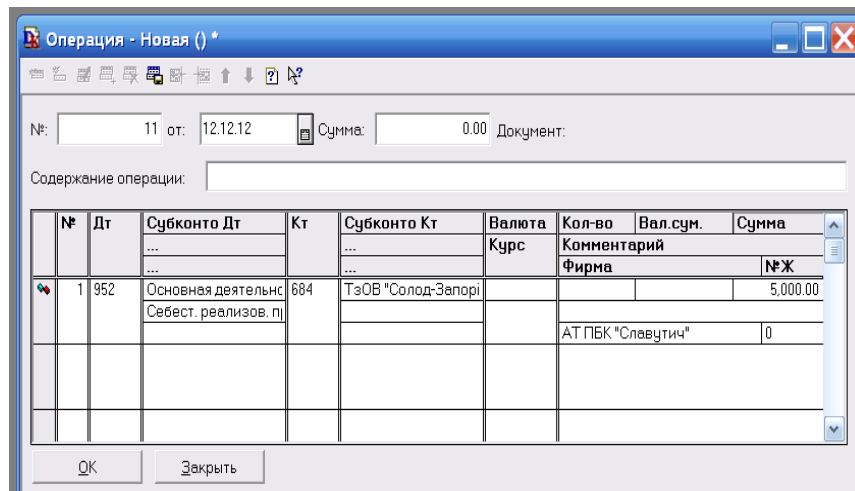 Операция - Новая () *
№: 11 от: 12.12.12 Сумма: 0.00 Документ:
Содержание операции:
№ Дт Субконто Дт Кт Субконто Кт Валюта Кол-во Вал.сум. Сумма
... ... Курс Комментарий
... ... Фирма №Ж
1 952 Основная деятельнс 684 ТзОВ "Солод-Запорі 5,000.00
Себест. реализов. п
АТ ПБК "Славутич" 0
OK Закрыть